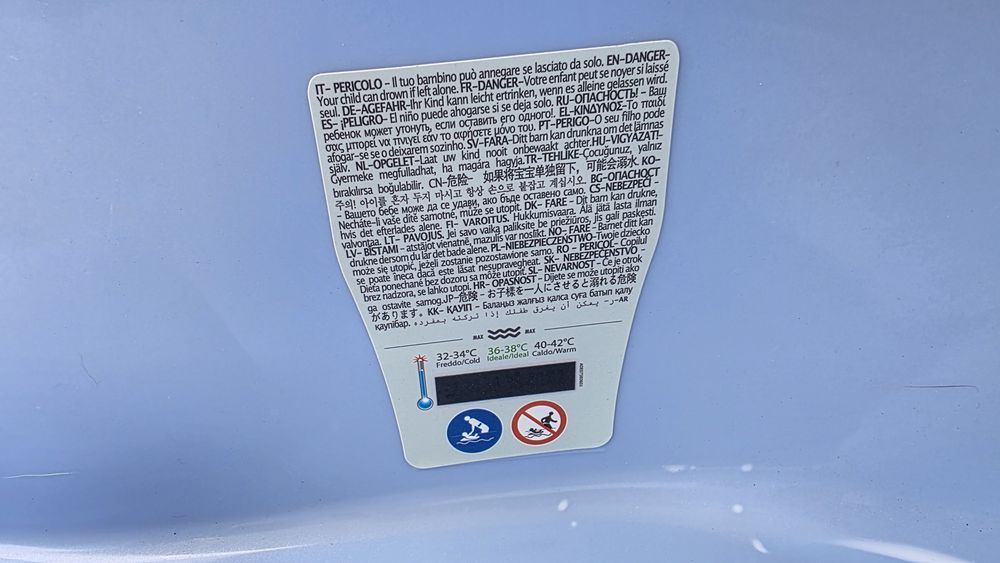 IT- PERICOLO - Il tuo bambino può annegare se lasciato da solo. EN-DANGER-
Your child can drown if left alone. FR-DANGER-Votre enfant peut se noyer si laissé
seul. DE-AGEFAHR-Ihr Kind kann leicht ertrinken, wenn es alleine gelassen wird.
ES- ¡PELIGRO- El niño puede ahogarse si se deja solo. RU-ОПАСНОСТЬ! - Ваш
ребенок может утонуть, если оставить его одного!. EL-ΚΙΝΔΥΝΟΣ-Το παιδί
σας μπορεί να πνιγεί εάν το αφήσετε μόνο του. PT-PERIGO-O seu filho pode
afogar-se se o deixarem sozinho. SV-FARA-Ditt barn kan drunkna om det lämnas
själv. NL-OPGELET-Laat uw kind nooit onbewaakt achter.HU-VIGYÁZAT!-
Gyermeke megfulladhat, ha magára hagyja.TR-TEHLİKE-Çocuğunuz, yalnız
bırakılırsa boğulabilir. CN-危险- 如果将宝宝单独留下，可能会溺水 KO-
주의! 아이를 혼자 두지 마시고 항상 손으로 붙잡고 계십시오. BG-ОПАСНОСТ
- Вашето бебе може да се удави, ако бъде оставено само. CS-NEBEZPEČÍ -
Necháte-li vaše dítě samotné, může se utopit. DK- FARE - Dit barn kan drukne,
hvis det efterlades alene. FI- VAROITUS. Hukkumisvaara. Älä jätä lasta ilman
valvontaa. LT- PAVOJUS. Jei savo vaiką paliksite be priežiūros, jis gali paskęsti.
LV- BĪSTAMI - atstājot vienatnē, mazulis var noslīkt. NO- FARE - Barnet ditt kan
drukne dersom du lar det bade alene. PL-NIEBEZPIECZEŃSTWO-Twoje dziecko
może się utopić, jeżeli zostanie pozostawione samo. RO - PERICOL- Copilul
se poate îneca dacă este lăsat nesupravegheat. SK- NEBEZPEČENSTVO -
Dieťa ponechané bez dozoru sa môže utopiť. SL- NEVARNOST - Če je otrok
brez nadzora, se lahko utopi. HR- OPASNOST - Dijete se može utopiti ako
ga ostavite samog.JP-危険 - お子様を一人にさせると溺れる危険
があります。KK- ҚАУІП - Балаңыз жалғыз қалса суға батып қалу
қаупібар. يمكن أن يغرق طفلك إذا تركته بمفرده -AR
MAX MAX
32-34°C 36-38°C 40-42°C
Freddo/Cold Ideale/Ideal Caldo/Warm